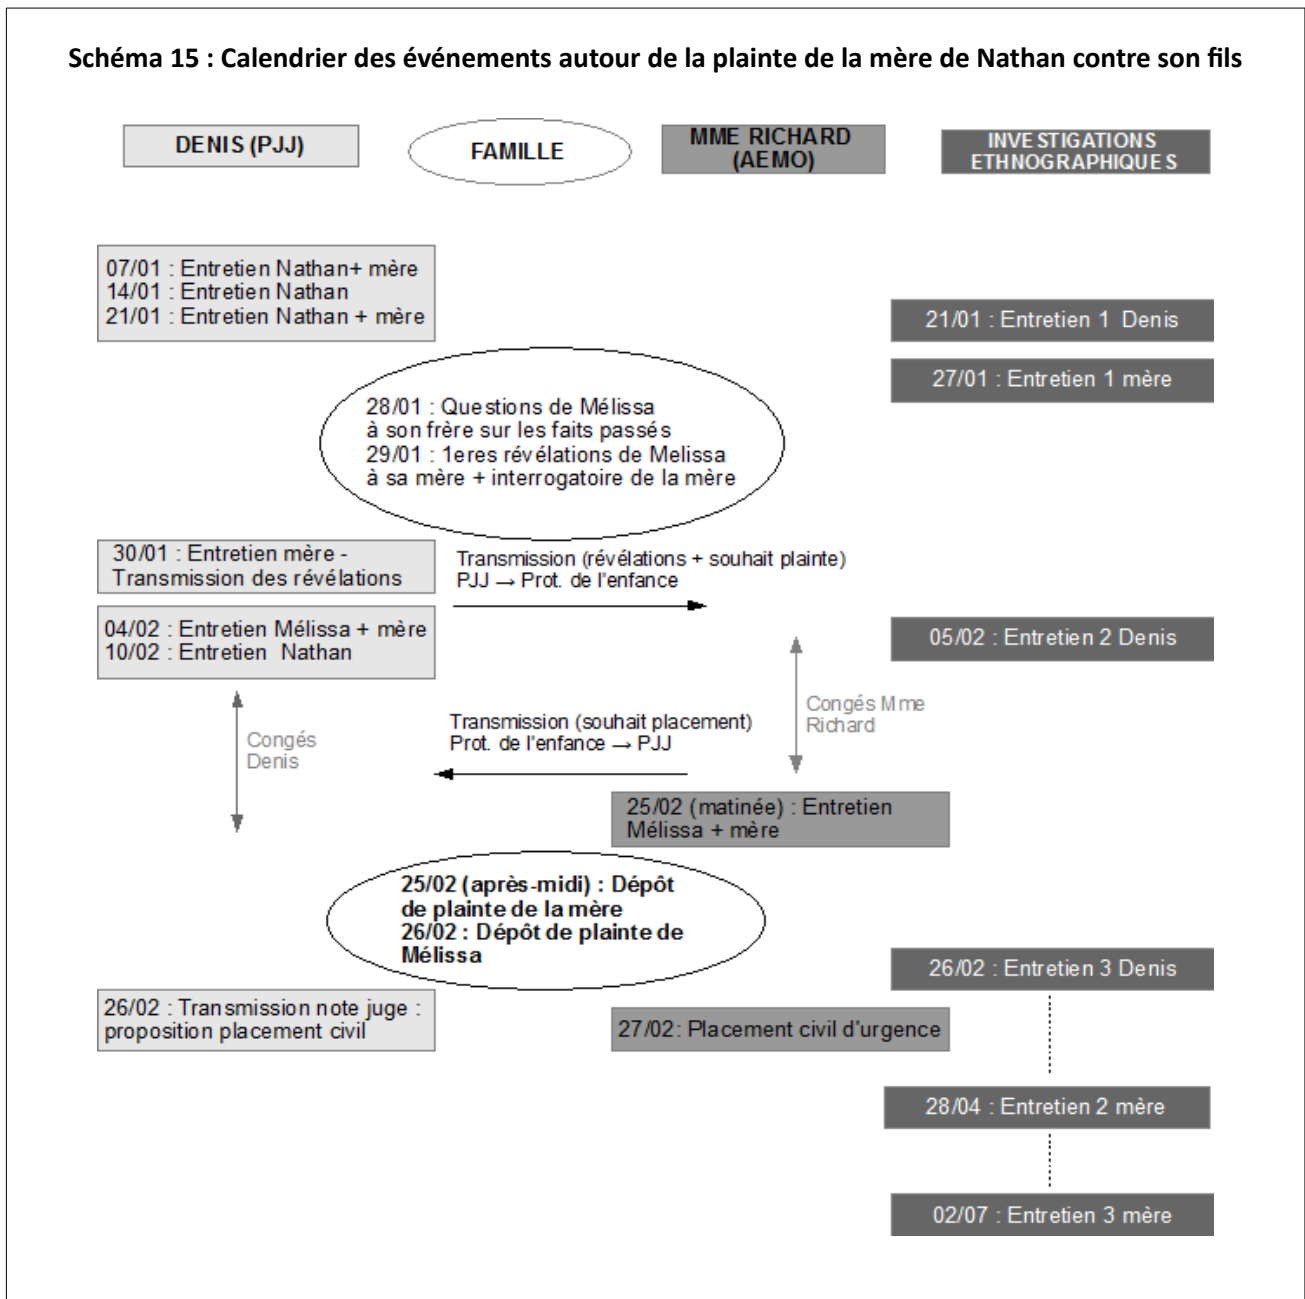 Schéma 15 : Calendrier des événements autour de la plainte de la mère de Nathan contre son fils
DENIS (PJJ)
FAMILLE
MME RICHARD
(AEMO)
INVESTIGATIONS
ETHNOGRAPHIQUES
07/01 : Entretien Nathan+ mère
14/01 : Entretien Nathan
21/01 : Entretien Nathan + mère
21/01 : Entretien 1 Denis
27/01 : Entretien 1 mère
28/01 : Questions de Mélissa
à son frère sur les faits passés
29/01 : 1eres révélations de Melissa
à sa mère + interrogatoire de la mère
30/01 : Entretien mère -
Transmission des révélations
Transmission (révélations + souhait plainte)
PJJ → Prot. de l'enfance
04/02 : Entretien Mélissa + mère
10/02 : Entretien Nathan
05/02 : Entretien 2 Denis
Congés
Denis
Transmission (souhait placement)
Prot. de l'enfance → PJJ
Congés Mme
Richard
25/02 (matinée) : Entretien
Mélissa + mère
25/02 (après-midi) : Dépôt
de plainte de la mère
26/02 : Dépôt de plainte de
Mélissa
26/02 : Entretien 3 Denis
26/02 : Transmission note juge :
proposition placement civil
27/02: Placement civil d'urgence
28/04 : Entretien 2 mère
02/07 : Entretien 3 mère